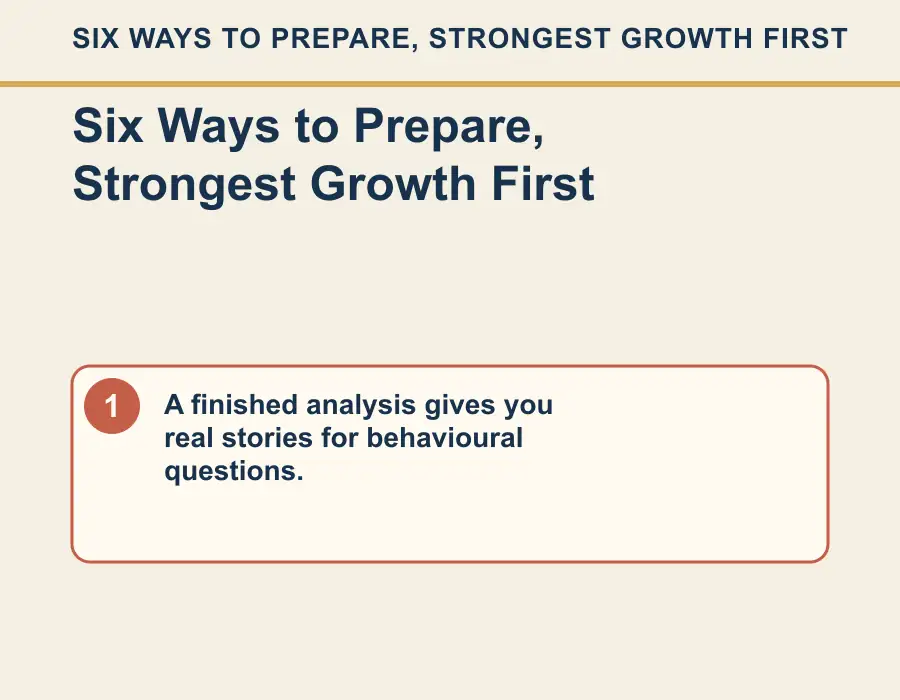 SIX WAYS TO PREPARE, STRONGEST GROWTH FIRST
Six Ways to Prepare,
Strongest Growth First
1
A finished analysis gives you
real stories for behavioural
questions.